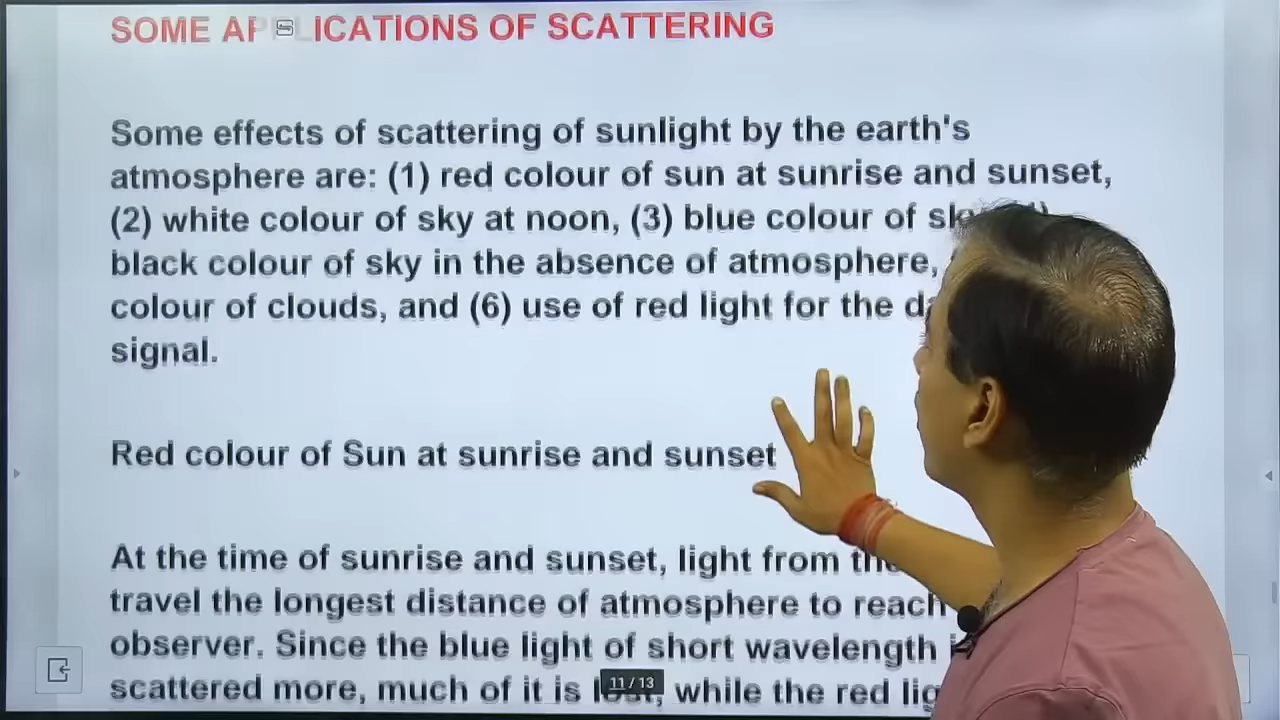 SOME AP LICATIONS OF SCATTERING
Some effects of scattering of sunlight by the earth's
atmosphere are: (1) red colour of sun at sunrise and sunset,
(2) white colour of sky at noon, (3) blue colour of
black colour of sky in the absence of atmosphere,
colour of clouds, and (6) use of red light for the
signal.
Red colour of Sun at sunrise and sunset
At the time of sunrise and sunset, light from
travel the longest distance of atmosphere to reach
observer. Since the blue light of short wavelength
scattered more, much of it is while the red
11 / 13